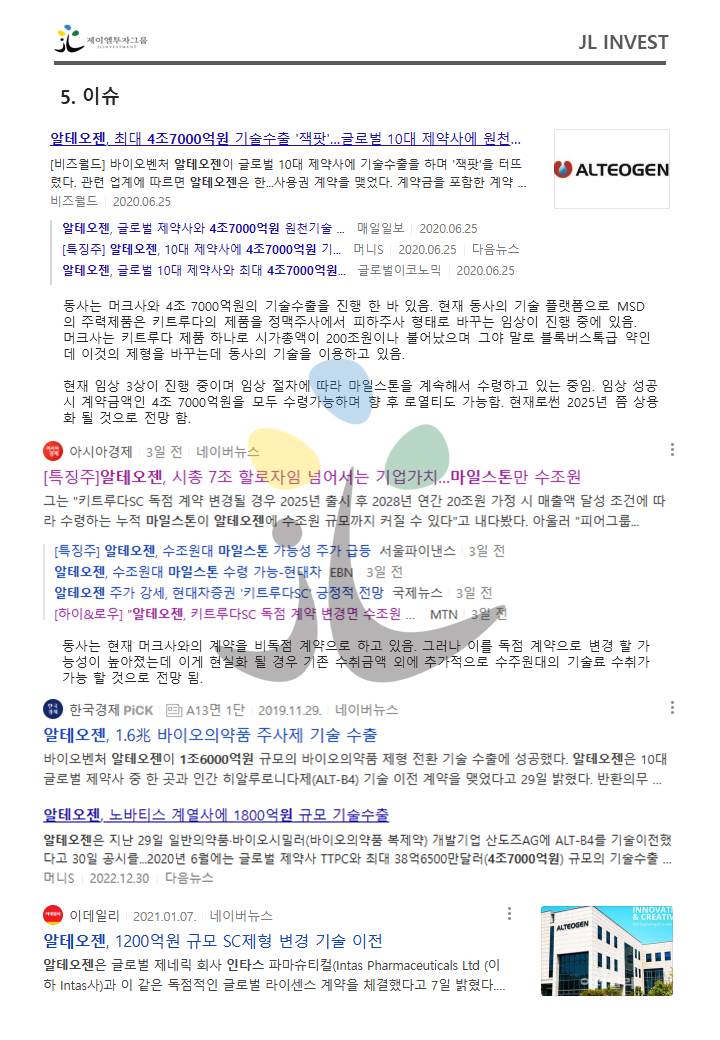 제이엘투자그룹
JLINVESTMENT
JL INVEST
5. 이슈
알테오젠, 최대 4조7000억원 기술수출 '잭팟'...글로벌 10대 제약사에 원천...
[비즈월드] 바이오벤처 알테오젠이 글로벌 10대 제약사에 기술수출을 하며 '잭팟'을 터뜨
렸다. 관련 업계에 따르면 알테오젠은 한...사용권 계약을 맺었다. 계약금을 포함한 계약 ...
비즈월드 2020.06.25
ALTEOGEN
알테오젠, 글로벌 제약사와 4조7000억원 원천기술 ... 매일일보 2020.06.25
[특징주] 알테오젠, 10대 제약사에 4조7000억원 기... 머니S 2020.06.25 다음뉴스
알테오젠, 글로벌 10대 제약사와 최대 4조7000억원... 글로벌이코노믹 2020.06.25
동사는 머크사와 4조 7000억원의 기술수출을 진행 한 바 있음. 현재 동사의 기술 플랫폼으로 MSD
의 주력제품은 키트루다의 제품을 정맥주사에서 피하주사 형태로 바꾸는 임상이 진행 중에 있음.
머크사는 키트루다 제품 하나로 시가총액이 200조원이나 불어났으며 그야 말로 블록버스톡급 약인
데 이것의 제형을 바꾸는데 동사의 기술을 이용하고 있음.
현재 임상 3상이 진행 중이며 임상 절차에 따라 마일스톤을 계속해서 수령하고 있는 중임. 임상 성공
시 계약금액인 4조 7000억원을 모두 수령가능하며 향 후 로열티도 가능함. 현재로썬 2025년 쯤 상용
화 될 것으로 전망 함.
아시아경제 3일 전 네이버뉴스
[특징주]알테오젠, 시총 7조 할로자임 넘어서는 기업가치...마일스톤만 수조원
그는 "키트루다SC 독점 계약 변경될 경우 2025년 출시 후 2028년 연간 20조원 가정 시 매출액 달성 조건에 따
라 수령하는 누적 마일스톤이 알테오젠에 수조원 규모까지 커질 수 있다"고 내다봤다. 아울러 "피어그룹...
[특징주] 알테오젠, 수조원대 마일스톤 가능성 주가 급등 서울파이낸스 3일 전
알테오젠, 수조원대 마일스톤 수령 가능-현대차 EBN 3일 전
알테오젠 주가 강세, 현대차증권 '키트루다SC' 긍정적 전망 국제뉴스 3일 전
[하이&로우] "알테오젠, 키트루다SC 독점 계약 변경면 수조원 ... MTN 3일 전
동사는 현재 머크사와의 계약을 비독점 계약으로 하고 있음. 그러나 이를 독점 계약으로 변경 할 가
능성이 높아졌는데 이게 현실화 될 경우 기존 수취금액 외에 추가적으로 수주원대의 기술료 수취가
가능 할 것으로 전망 됨.
한국경제 PiCK A13면 1단 2019.11.29. 네이버뉴스
알테오젠, 1.6兆 바이오의약품 주사제 기술 수출
바이오벤처 알테오젠이 1조6000억원 규모의 바이오의약품 제형 전환 기술 수출에 성공했다. 알테오젠은 10대
글로벌 제약사 중 한 곳과 인간 히알루로니다제(ALT-B4) 기술 이전 계약을 맺었다고 29일 밝혔다. 반환의무 ...
알테오젠, 노바티스 계열사에 1800억원 규모 기술수출
알테오젠은 지난 29일 일반의약품·바이오시밀러(바이오의약품 복제약) 개발기업 산도즈AG에 ALT-B4를 기술이전했
다고 30일 공시를...2020년 6월에는 글로벌 제약사 TTPC와 최대 38억6500만달러(4조7000억원) 규모의 기술수출 ...
머니S 2022.12.30 다음뉴스
이데일리 2021.01.07. 네이버뉴스
알테오젠, 1200억원 규모 SC제형 변경 기술 이전
알테오젠은 글로벌 제네릭 회사 인타스 파마슈티컬(Intas Pharmaceuticals Ltd (이
하 Intas사)과 이 같은 독점적인 글로벌 라이센스 계약을 체결했다고 7일 밝혔다....
INNOVAT
& CREATIV
ALTEOGEN